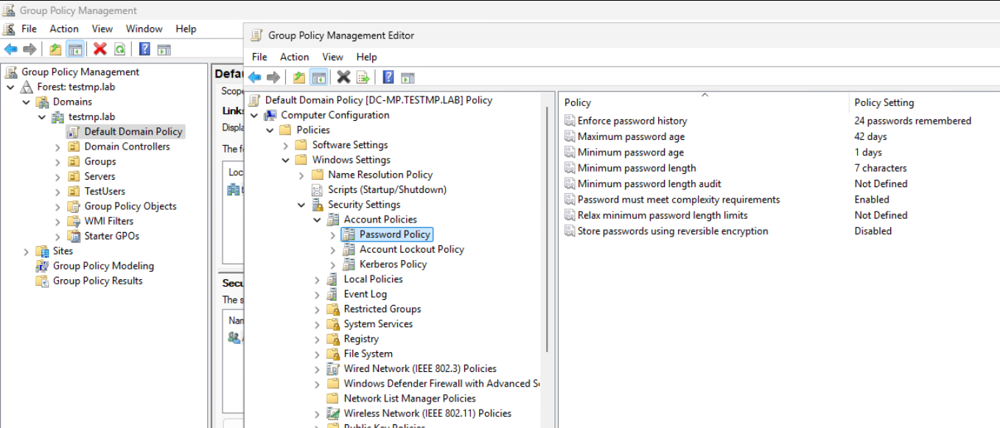 Group Policy Management
File Action View Window Help
Group Policy Management
Forest: testmp.lab
Domains
testmp.lab
Default Domain Policy
Domain Controllers
Groups
Servers
TestUsers
Group Policy Objects
WMI Filters
Starter GPOs
Sites
Group Policy Modeling
Group Policy Results
Scope
Links
The s
Group Policy Management Editor
File Action View Help
Default Domain Policy [DC-MP.TESTMP.LAB] Policy
Computer Configuration
Policies
Software Settings
Windows Settings
Name Resolution Policy
Scripts (Startup/Shutdown)
Security Settings
Account Policies
Password Policy
Account Lockout Policy
Kerberos Policy
Local Policies
Event Log
Restricted Groups
System Services
Registry
File System
Wired Network (IEEE 802.3) Policies
Windows Defender Firewall with Advanced
Network List Manager Policies
Wireless Network (IEEE 802.11) Policies
Public Key Policies
Policy Policy Setting
Enforce password history 24 passwords remembered
Maximum password age 42 days
Minimum password age 1 days
Minimum password length 7 characters
Minimum password length audit Not Defined
Password must meet complexity requirements Enabled
Relax minimum password length limits Not Defined
Store passwords using reversible encryption Disabled